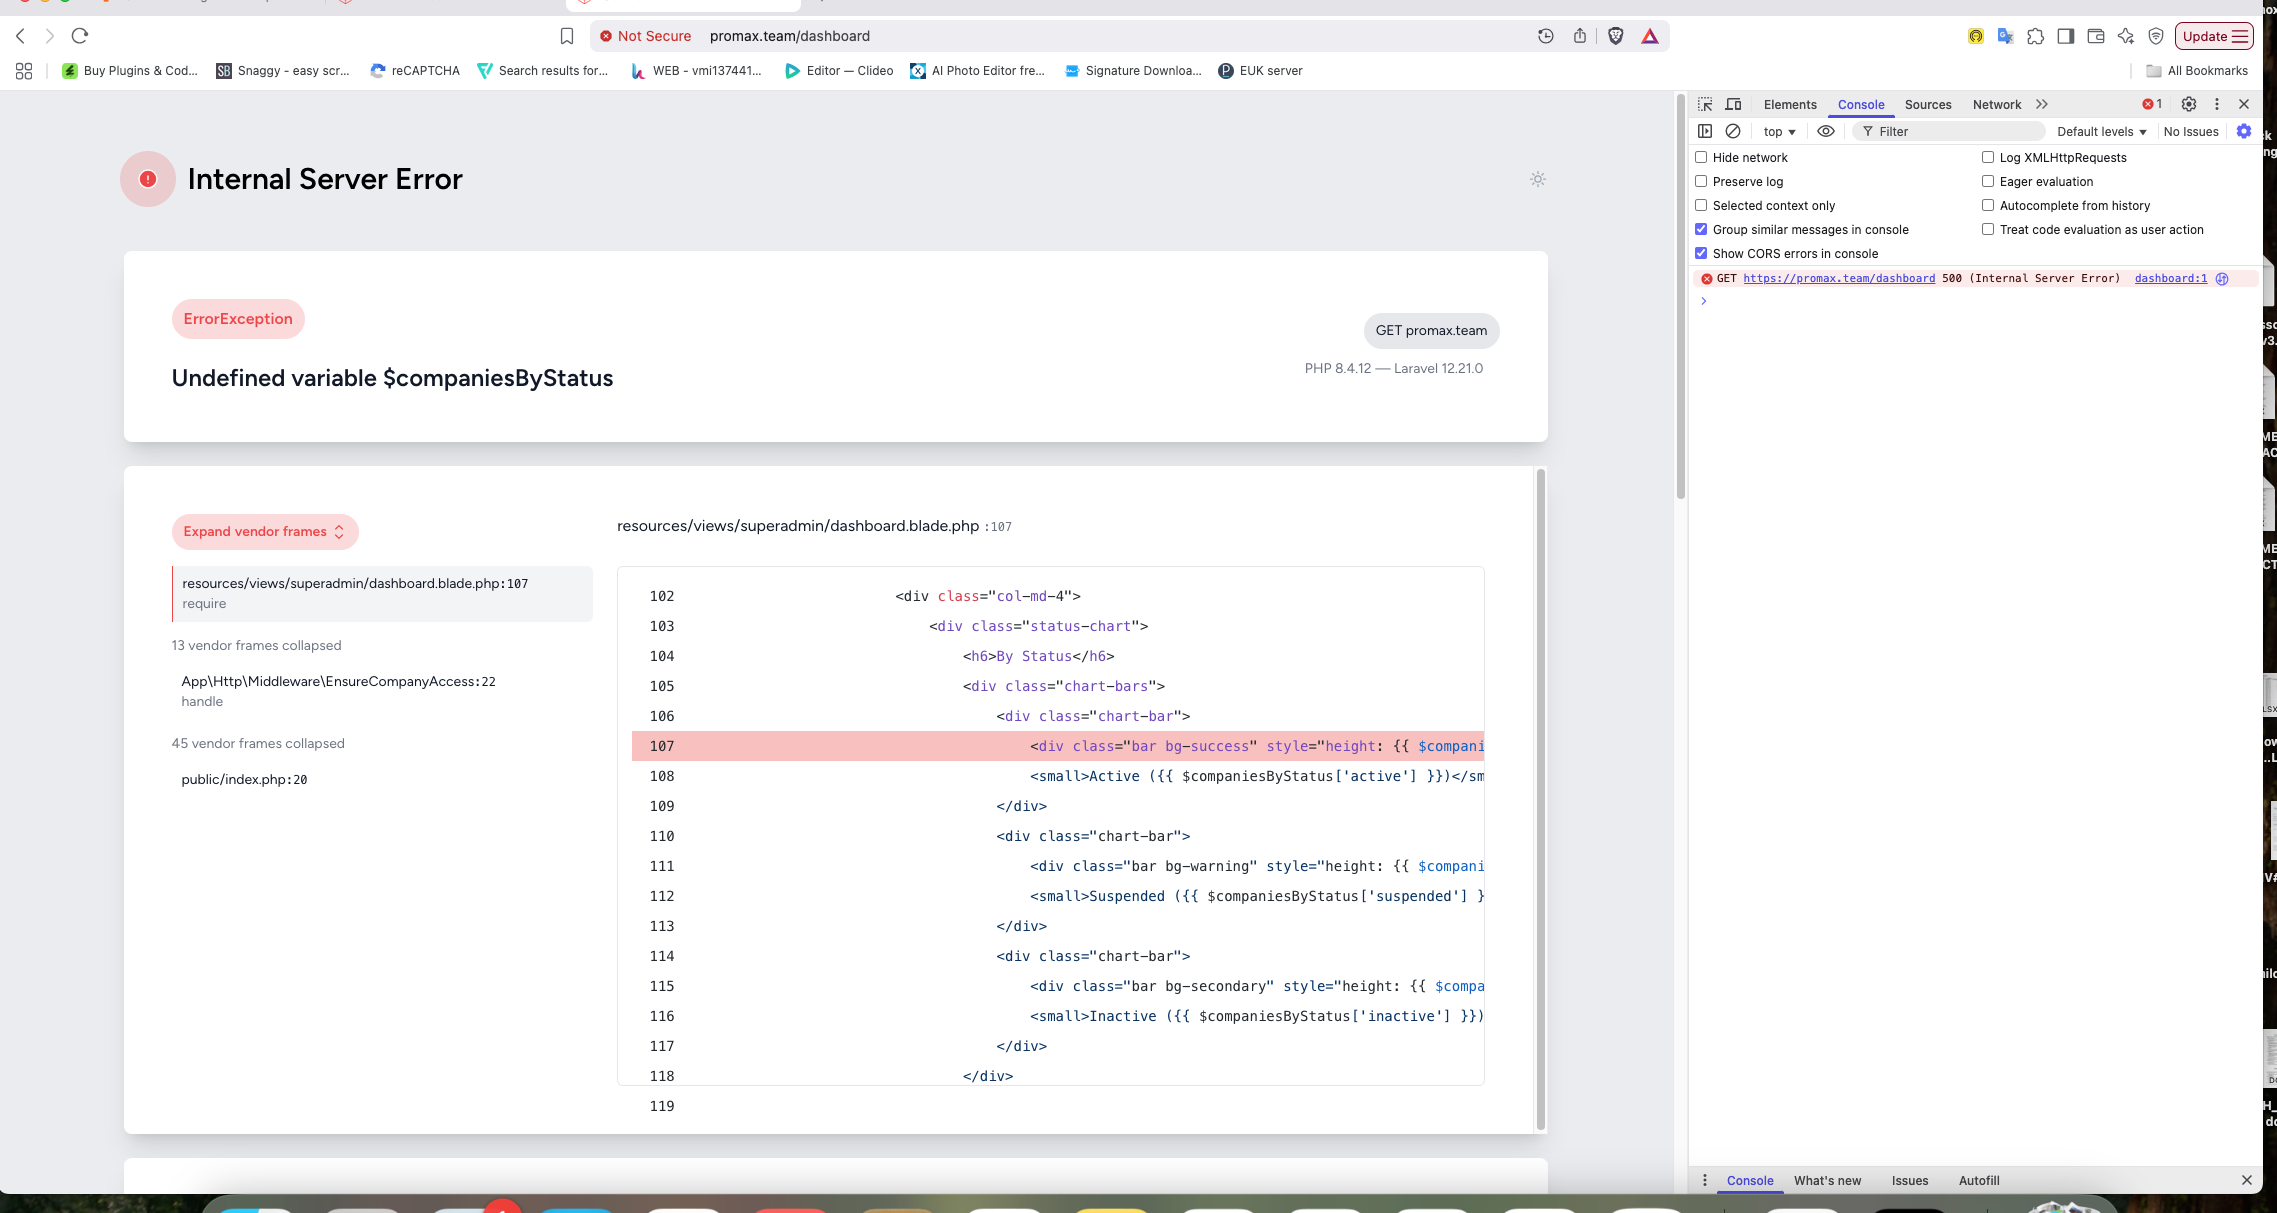 Not Secure promax.team/dashboard
Update
Buy Plugins & Cod... Snaggy - easy scr... reCAPTCHA Search results for... WEB - vmi137441... Editor — Clideo AI Photo Editor fre... Signature Downloa... EUK server All Bookmarks
Internal Server Error
ErrorException
Undefined variable $companiesByStatus
GET promax.team
PHP 8.4.12 — Laravel 12.21.0
Expand vendor frames
resources/views/superadmin/dashboard.blade.php:107
require
13 vendor frames collapsed
App\Http\Middleware\EnsureCompanyAccess:22
handle
45 vendor frames collapsed
public/index.php:20
resources/views/superadmin/dashboard.blade.php :107
102 <div class="col-md-4">
103 <div class="status-chart">
104 <h6>By Status</h6>
105 <div class="chart-bars">
106 <div class="chart-bar">
107 <div class="bar bg-success" style="height: {{ $compani
108 <small>Active ({{ $companiesByStatus['active'] }})</sm
109 </div>
110 <div class="chart-bar">
111 <div class="bar bg-warning" style="height: {{ $compani
112 <small>Suspended ({{ $companiesByStatus['suspended'] }
113 </div>
114 <div class="chart-bar">
115 <div class="bar bg-secondary" style="height: {{ $compa
116 <small>Inactive ({{ $companiesByStatus['inactive'] }})
117 </div>
118 </div>
119
Elements Console Sources Network 1
top Filter Default levels No Issues
Hide network Log XMLHttpRequests
Preserve log Eager evaluation
Selected context only Autocomplete from history
Group similar messages in console Treat code evaluation as user action
Show CORS errors in console
GET https://promax.team/dashboard 500 (Internal Server Error) dashboard:1
Console What's new Issues Autofill